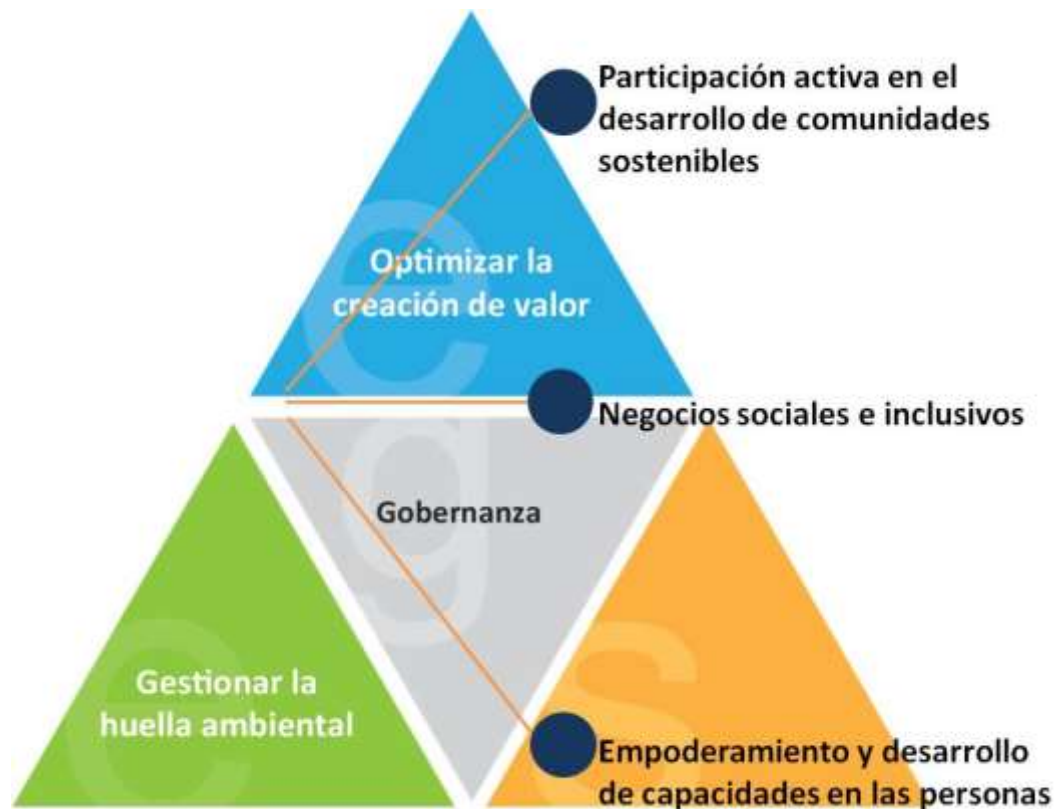 Participación activa en el
desarrollo de comunidades
sostenibles
e
Optimizar la
creación de valor
Negocios sociales e inclusivos
g
Gobernanza
e
Gestionar la
huella ambiental
s
Empoderamiento y desarrollo
de capacidades en las personas